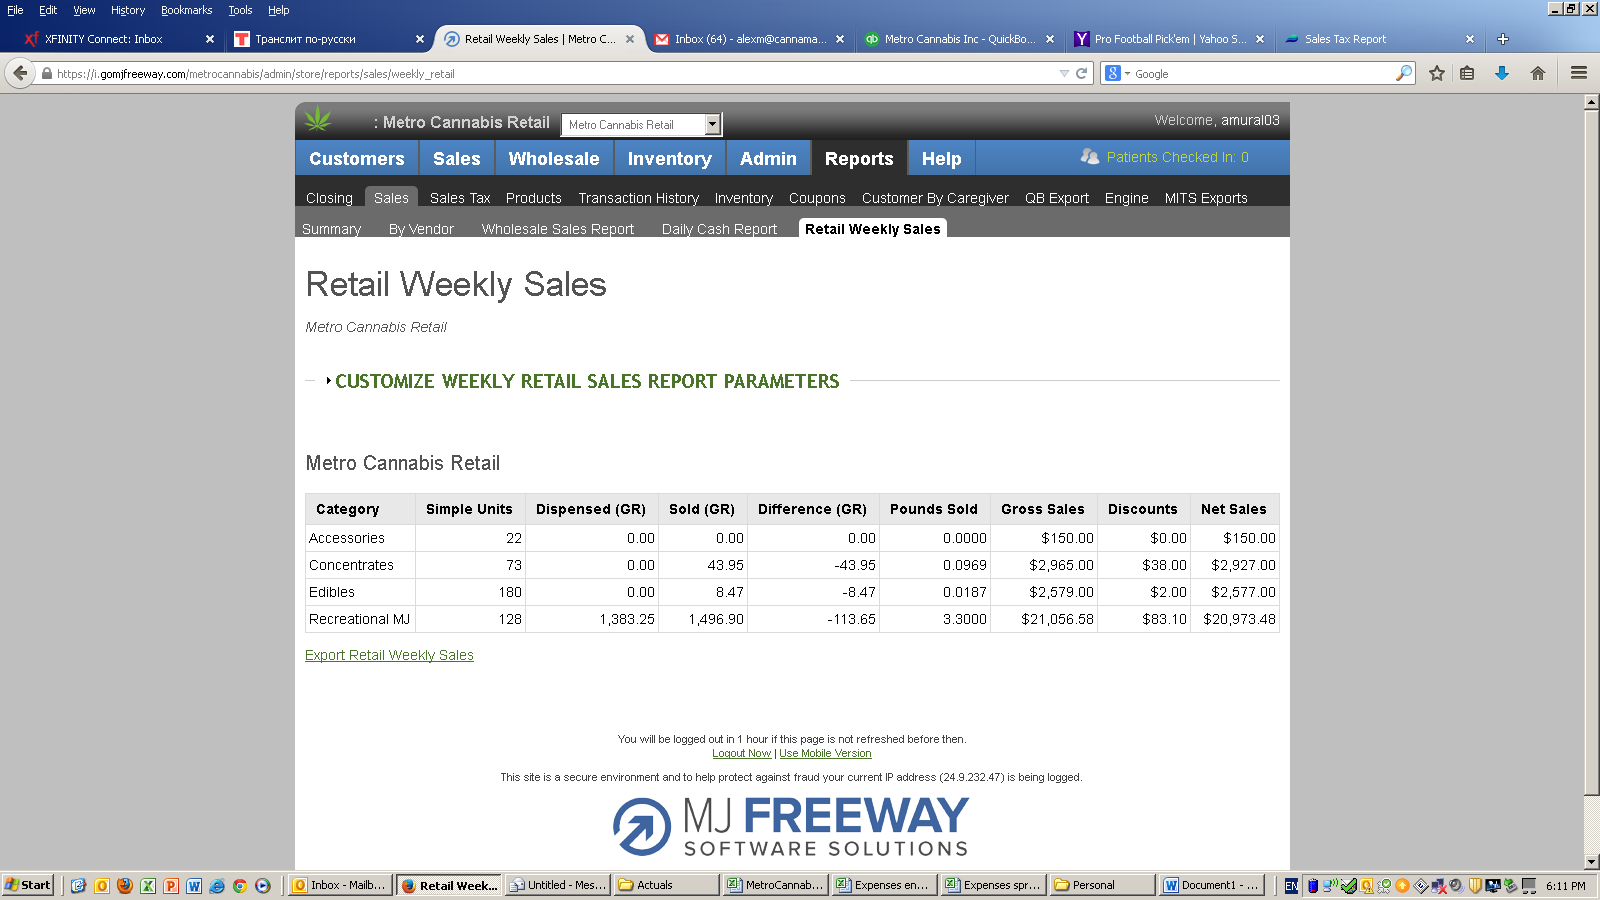 File Edit View History Bookmarks Tools Help
XFINITY Connect: Inbox
Транслит по-русски
Retail Weekly Sales | Metro C...
Inbox (64) - alexm@cannama...
Metro Cannabis Inc - QuickBo...
Pro Football Pick'em | Yahoo S...
Sales Tax Report
https://i.gomjfreeway.com/metrocannabis/admin/store/reports/sales/weekly_retail
Google
: Metro Cannabis Retail
Metro Cannabis Retail
Welcome, amural03
Customers Sales Wholesale Inventory Admin Reports Help
Patients Checked In: 0
Closing Sales Sales Tax Products Transaction History Inventory Coupons Customer By Caregiver QB Export Engine MITS Exports
Summary By Vendor Wholesale Sales Report Daily Cash Report Retail Weekly Sales
Retail Weekly Sales
Metro Cannabis Retail
CUSTOMIZE WEEKLY RETAIL SALES REPORT PARAMETERS
Metro Cannabis Retail
Category Simple Units Dispensed (GR) Sold (GR) Difference (GR) Pounds Sold Gross Sales Discounts Net Sales
Accessories 22 0.00 0.00 0.00 0.0000 $150.00 $0.00 $150.00
Concentrates 73 0.00 43.95 -43.95 0.0969 $2,965.00 $38.00 $2,927.00
Edibles 180 0.00 8.47 -8.47 0.0187 $2,579.00 $2.00 $2,577.00
Recreational MJ 128 1,383.25 1,496.90 -113.65 3.3000 $21,056.58 $83.10 $20,973.48
Export Retail Weekly Sales
You will be logged out in 1 hour if this page is not refreshed before then.
Logout Now | Use Mobile Version
This site is a secure environment and to help protect against fraud your current IP address (24.9.232.47) is being logged.
MJ FREEWAY
SOFTWARE SOLUTIONS
Start
Inbox - Mailb...
Retail Week...
Untitled - Mes...
Actuals
MetroCannab...
Expenses en...
Expenses spr...
Personal
Document1 - ...
EN
6:11 PM